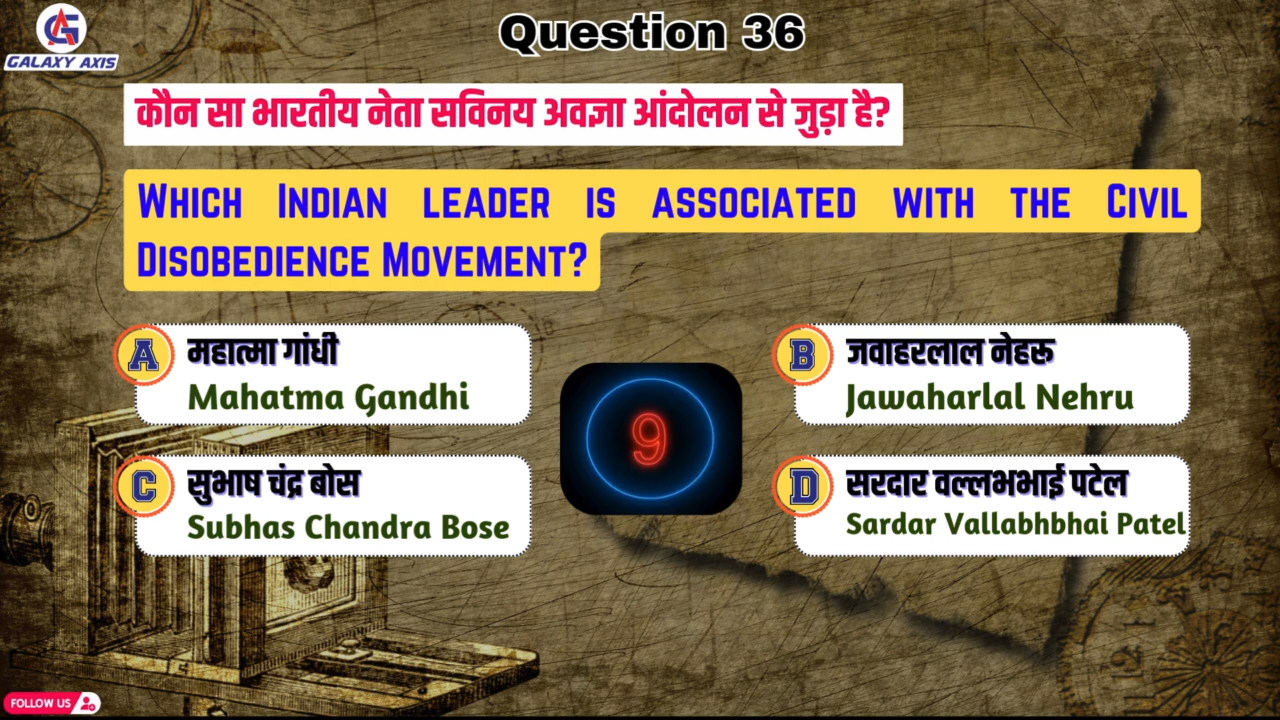 GALAXY AXIS
Question 36
कौन सा भारतीय नेता सविनय अवज्ञा आंदोलन से जुड़ा है?
WHICH INDIAN LEADER IS ASSOCIATED WITH THE CIVIL
DISOBEDIENCE MOVEMENT?
A महात्मा गांधी
Mahatma Gandhi
B जवाहरलाल नेहरू
Jawaharlal Nehru
9
C सुभाष चंद्र बोस
Subhas Chandra Bose
D सरदार वल्लभभाई पटेल
Sardar Vallabhbhai Patel
FOLLOW US